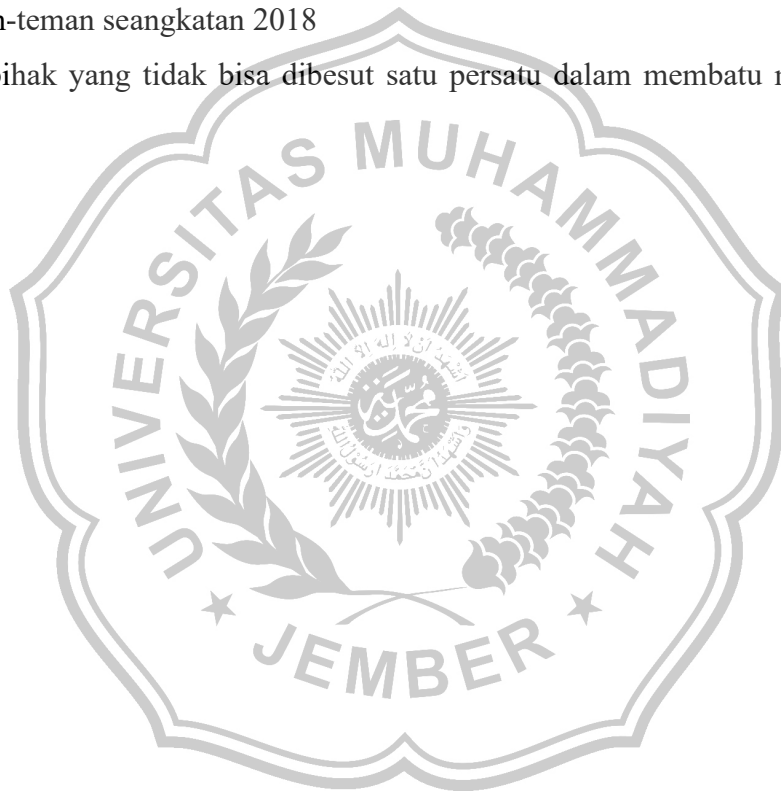 n-teman seangkatan 2018
pihak yang tidak bisa dibesut satu persatu dalam membatu
UNIVERSITAS MUHAMMADIYAH
JEMBER